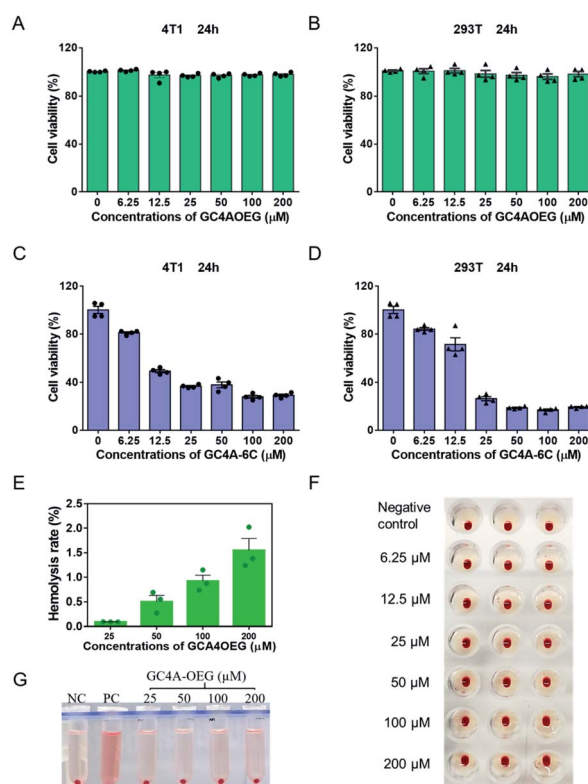 A
4T1 24h
Cell viability (%)
120
80
40
0
0 6.25 12.5 25 50 100 200
Concentrations of GC4AOEG (μM)
B
293T 24h
Cell viability (%)
120
80
40
0
0 6.25 12.5 25 50 100 200
Concentrations of GC4AOEG (μM)
C
4T1 24h
Cell viability (%)
120
80
40
0
0 6.25 12.5 25 50 100 200
Concentrations of GC4A-6C (μM)
D
293T 24h
Cell viability (%)
120
80
40
0
0 6.25 12.5 25 50 100 200
Concentrations of GC4A-6C (μM)
E
Hemolysis rate (%)
2.5
2.0
1.5
1.0
0.5
0.0
25 50 100 200
Concentrations of GCA4OEG (μM)
F
Negative
control
6.25 μM
12.5 μM
25 μM
50 μM
100 μM
200 μM
G
GC4A-OEG (μM)
NC PC 25 50 100 200